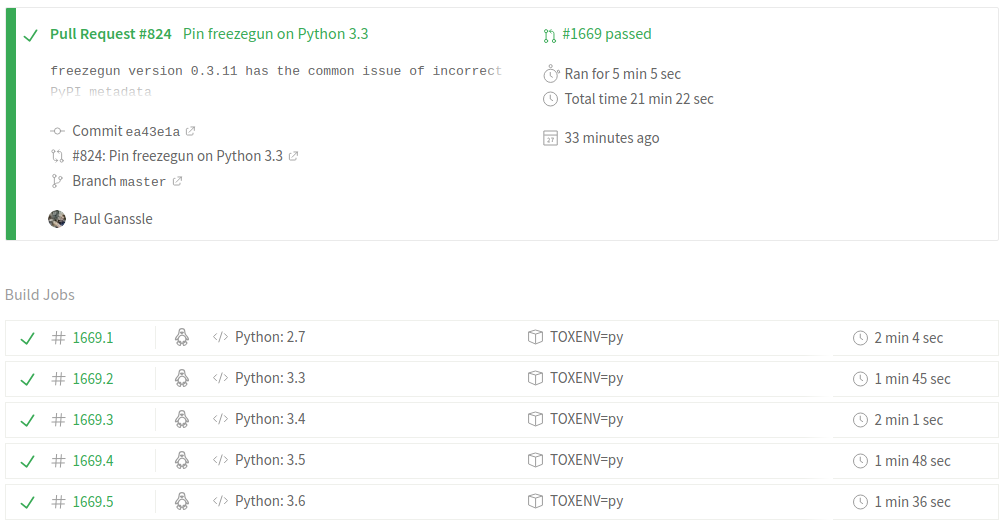 Pull Request #824 Pin freezegun on Python 3.3
#1669 passed
freezegun version 0.3.11 has the common issue of incorrect
PyPI metadata
Ran for 5 min 5 sec
Total time 21 min 22 sec
Commit ea43e1a
27 33 minutes ago
#824: Pin freezegun on Python 3.3
Branch master
Paul Ganssle
Build Jobs
# 1669.1 </> Python: 2.7 TOXENV=py 2 min 4 sec
# 1669.2 </> Python: 3.3 TOXENV=py 1 min 45 sec
# 1669.3 </> Python: 3.4 TOXENV=py 2 min 1 sec
# 1669.4 </> Python: 3.5 TOXENV=py 1 min 48 sec
# 1669.5 </> Python: 3.6 TOXENV=py 1 min 36 sec